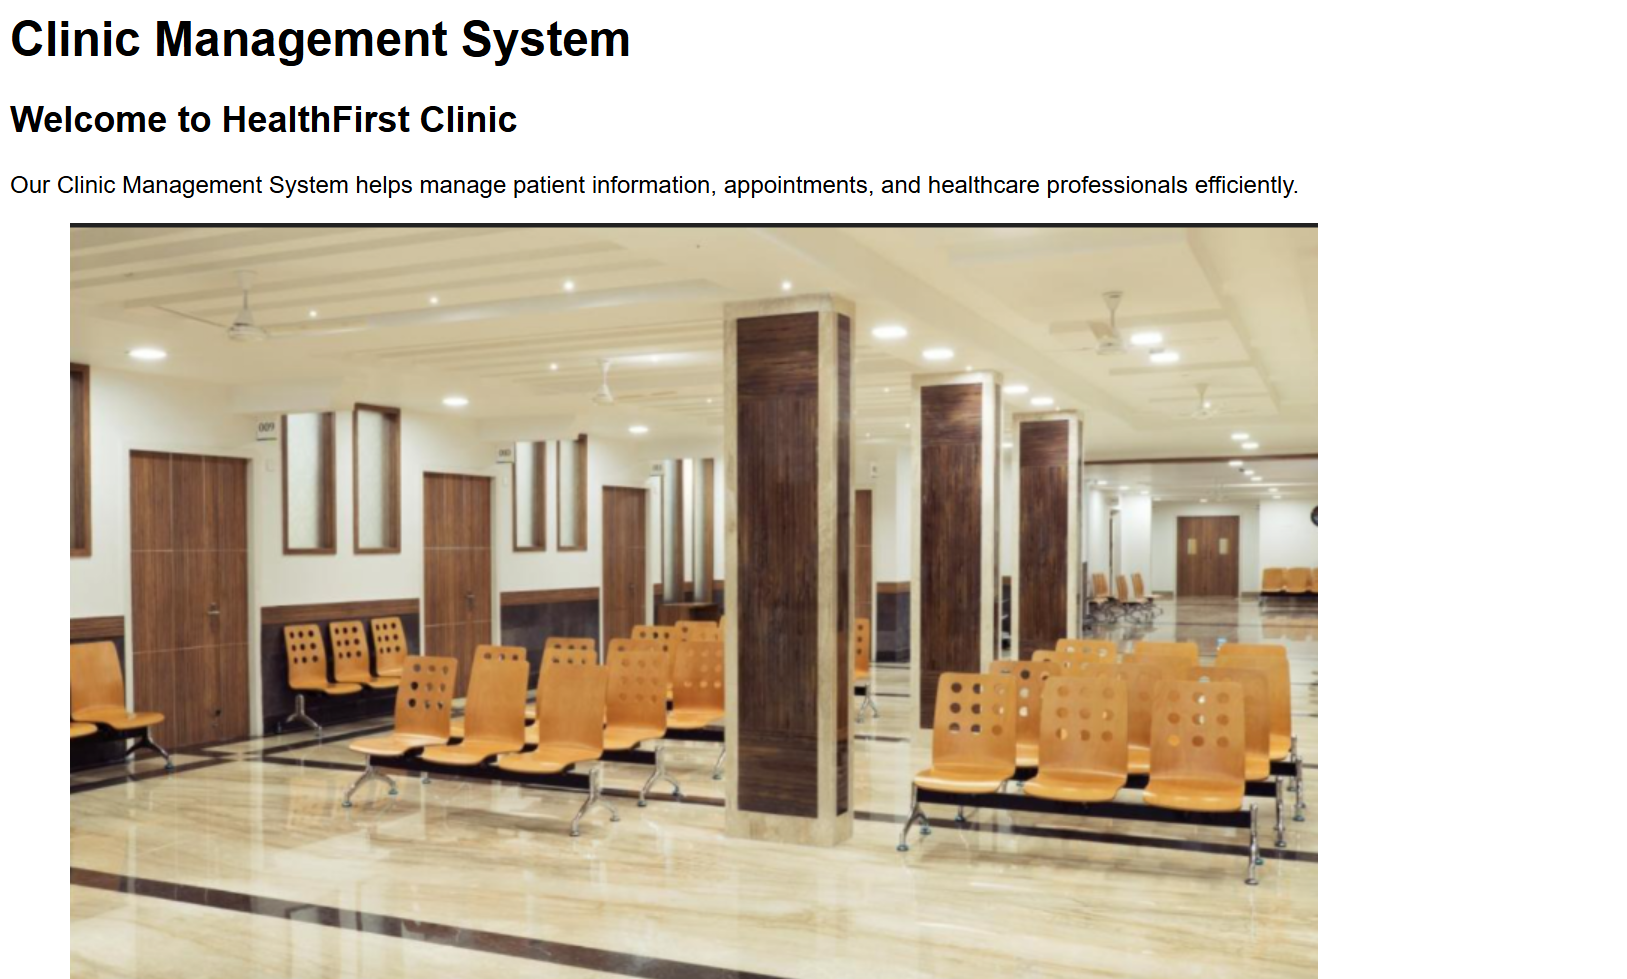 Clinic Management System
Welcome to HealthFirst Clinic
Our Clinic Management System helps manage patient information, appointments, and healthcare professionals efficiently.
009